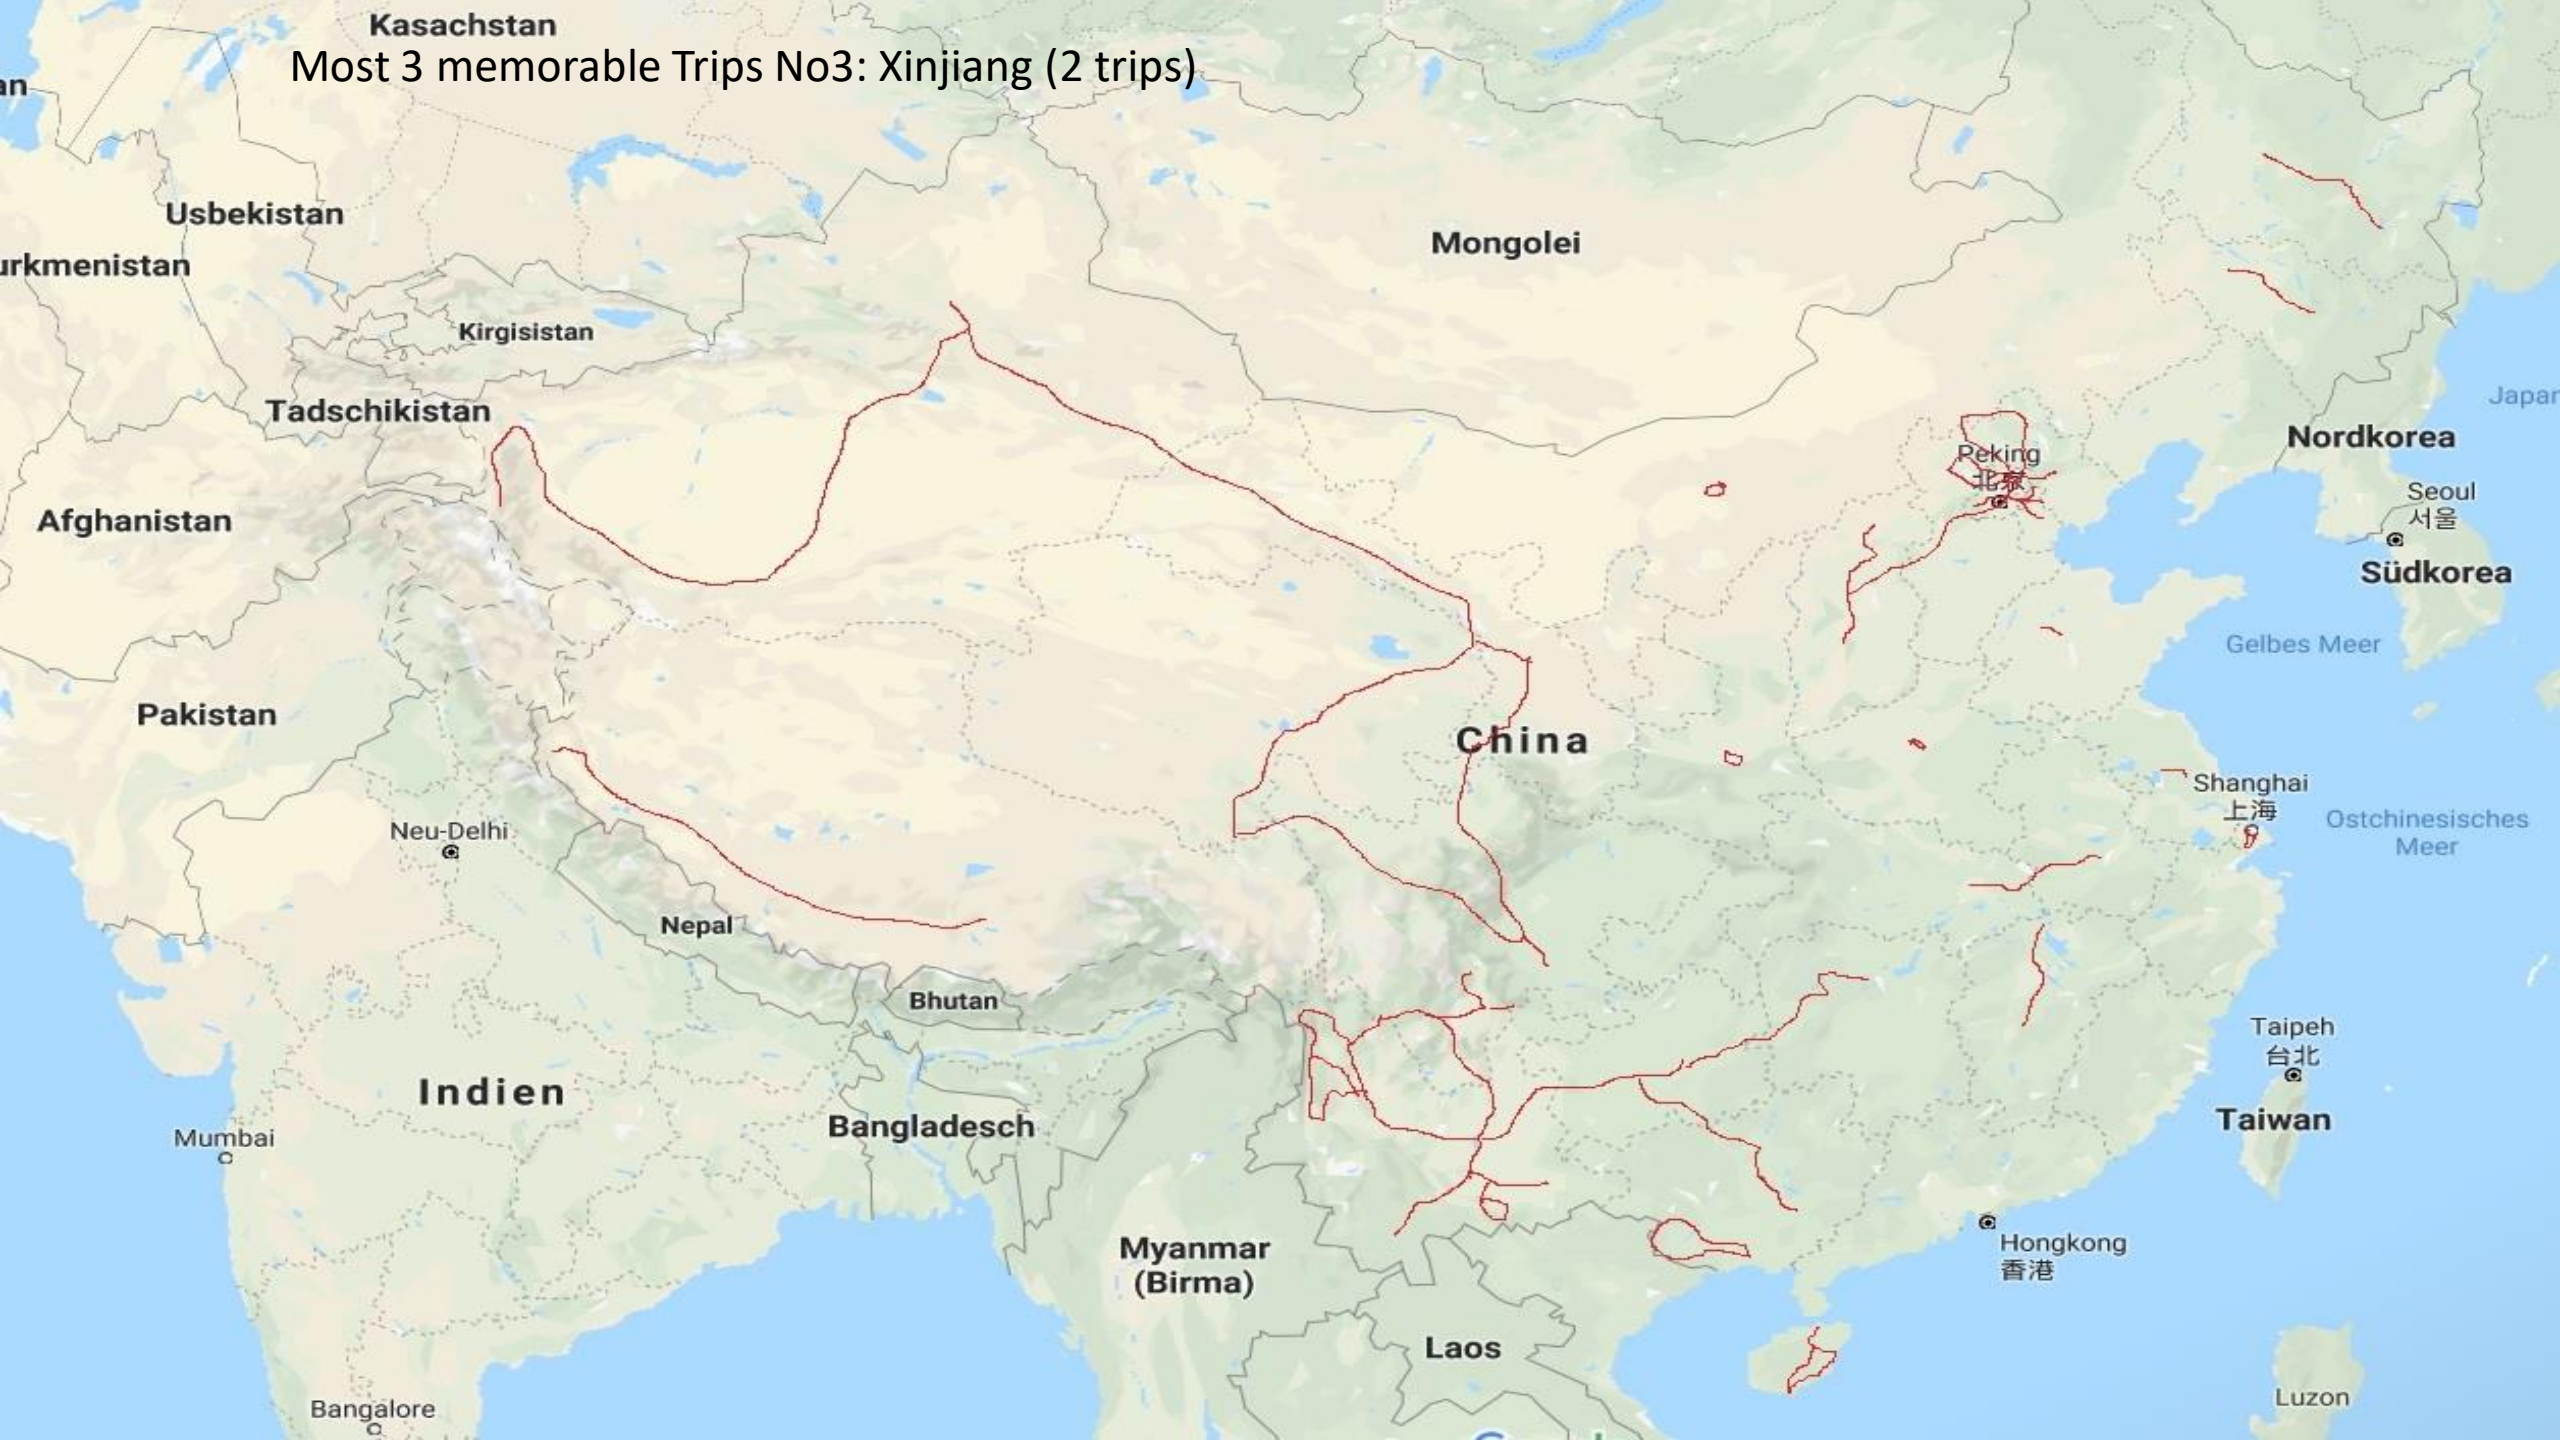 Kasachstan
Most 3 memorable Trips No3: Xinjiang (2 trips)
an
Usbekistan
Mongolei
urkmenistan
Kirgisistan
Japan
Tadschikistan
Nordkorea
Peking
北京
Seoul
서울
Afghanistan
Südkorea
Gelbes Meer
Pakistan
China
Shanghai
上海
Ostchinesisches
Meer
Neu-Delhi
Nepal
Bhutan
Taipeh
台北
Indien
Bangladesch
Taiwan
Mumbai
Hongkong
香港
Myanmar
(Birma)
Laos
Luzon
Bangalore